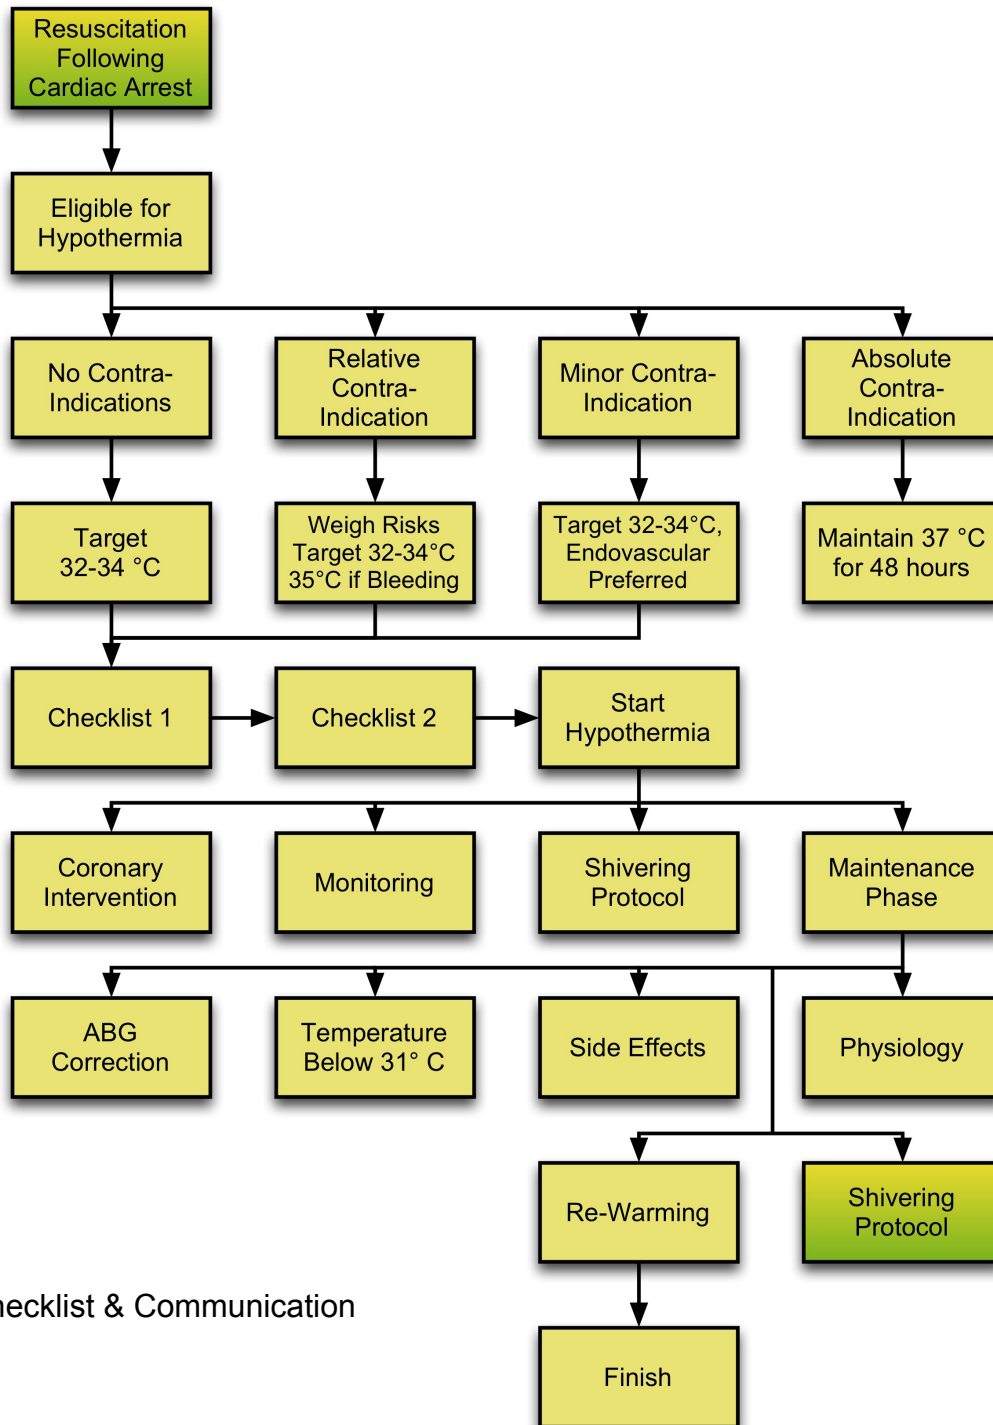 Resuscitation
Following
Cardiac Arrest
Eligible for
Hypothermia
No Contra-
Indications
Relative
Contra-
Indication
Minor Contra-
Indication
Absolute
Contra-
Indication
Target
32-34 °C
Weigh Risks
Target 32-34°C
35°C if Bleeding
Target 32-34°C,
Endovascular
Preferred
Maintain 37 °C
for 48 hours
Checklist 1
Checklist 2
Start
Hypothermia
Coronary
Intervention
Monitoring
Shivering
Protocol
Maintenance
Phase
ABG
Correction
Temperature
Below 31° C
Side Effects
Physiology
Re-Warming
Shivering
Protocol
hecklist & Communication
Finish